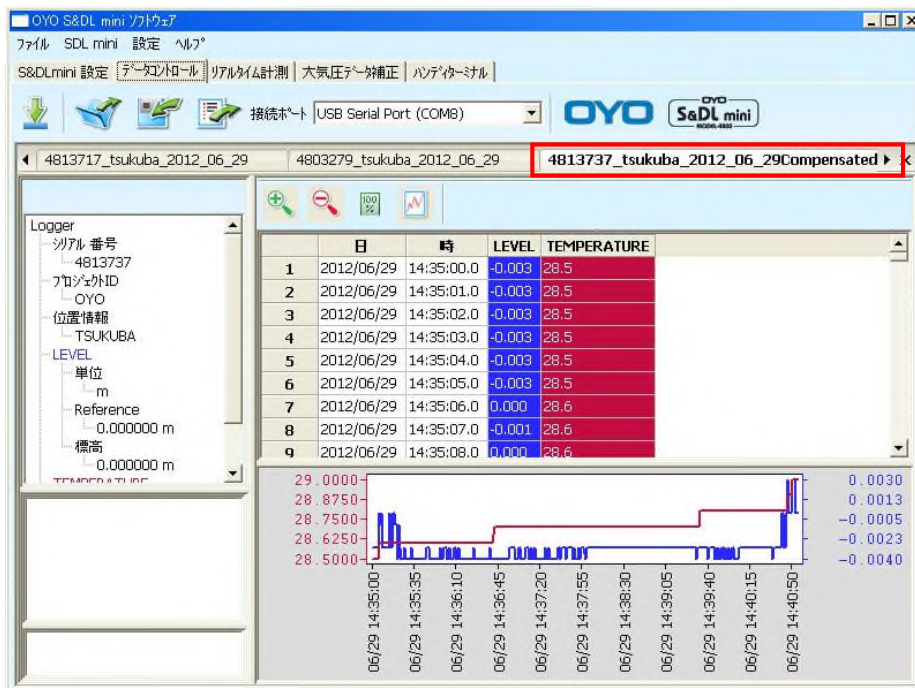 OYO S&DL mini ソフトウェア
ファイル SDL mini 設定 ヘルプ
S&DLmini 設定 データコントロール リアルタイム計測 大気圧データ補正 ハンディターミナル
接続ポート USB Serial Port (COM8) OYO OYO S&DL mini MODEL-4800
4813717_tsukuba_2012_06_29 4803279_tsukuba_2012_06_29 4813737_tsukuba_2012_06_29Compensated
Logger
シリアル 番号
4813737
プロジェクトID
OYO
位置情報
TSUKUBA
LEVEL
単位
m
Reference
0.000000 m
標高
0.000000 m
TEMPERATURE
100 %
日 時 LEVEL TEMPERATURE
1 2012/06/29 14:35:00.0 -0.003 28.5
2 2012/06/29 14:35:01.0 -0.003 28.5
3 2012/06/29 14:35:02.0 -0.003 28.5
4 2012/06/29 14:35:03.0 -0.003 28.5
5 2012/06/29 14:35:04.0 -0.003 28.5
6 2012/06/29 14:35:05.0 -0.003 28.5
7 2012/06/29 14:35:06.0 0.000 28.6
8 2012/06/29 14:35:07.0 -0.001 28.6
9 2012/06/29 14:35:08.0 0.000 28.6
29.0000 0.0030
28.8750 0.0013
28.7500 -0.0005
28.6250 -0.0023
28.5000 -0.0040
06/29 14:35:00
06/29 14:35:35
06/29 14:36:10
06/29 14:36:45
06/29 14:37:20
06/29 14:37:55
06/29 14:38:30
06/29 14:39:05
06/29 14:39:40
06/29 14:40:15
06/29 14:40:50